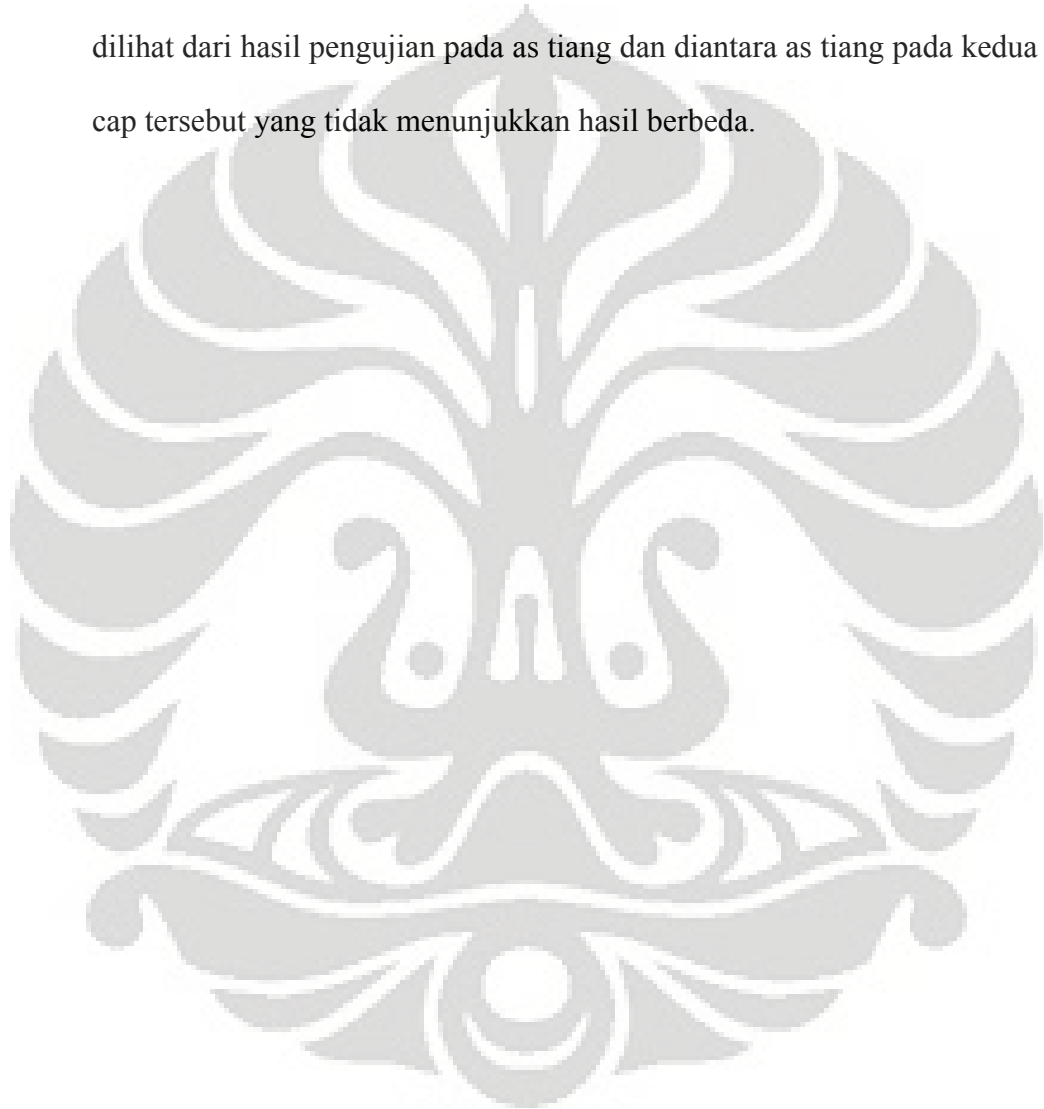 dilihat dari hasil pengujian pada as tiang dan diantara as tiang pada kedua
cap tersebut yang tidak menunjukkan hasil berbeda.